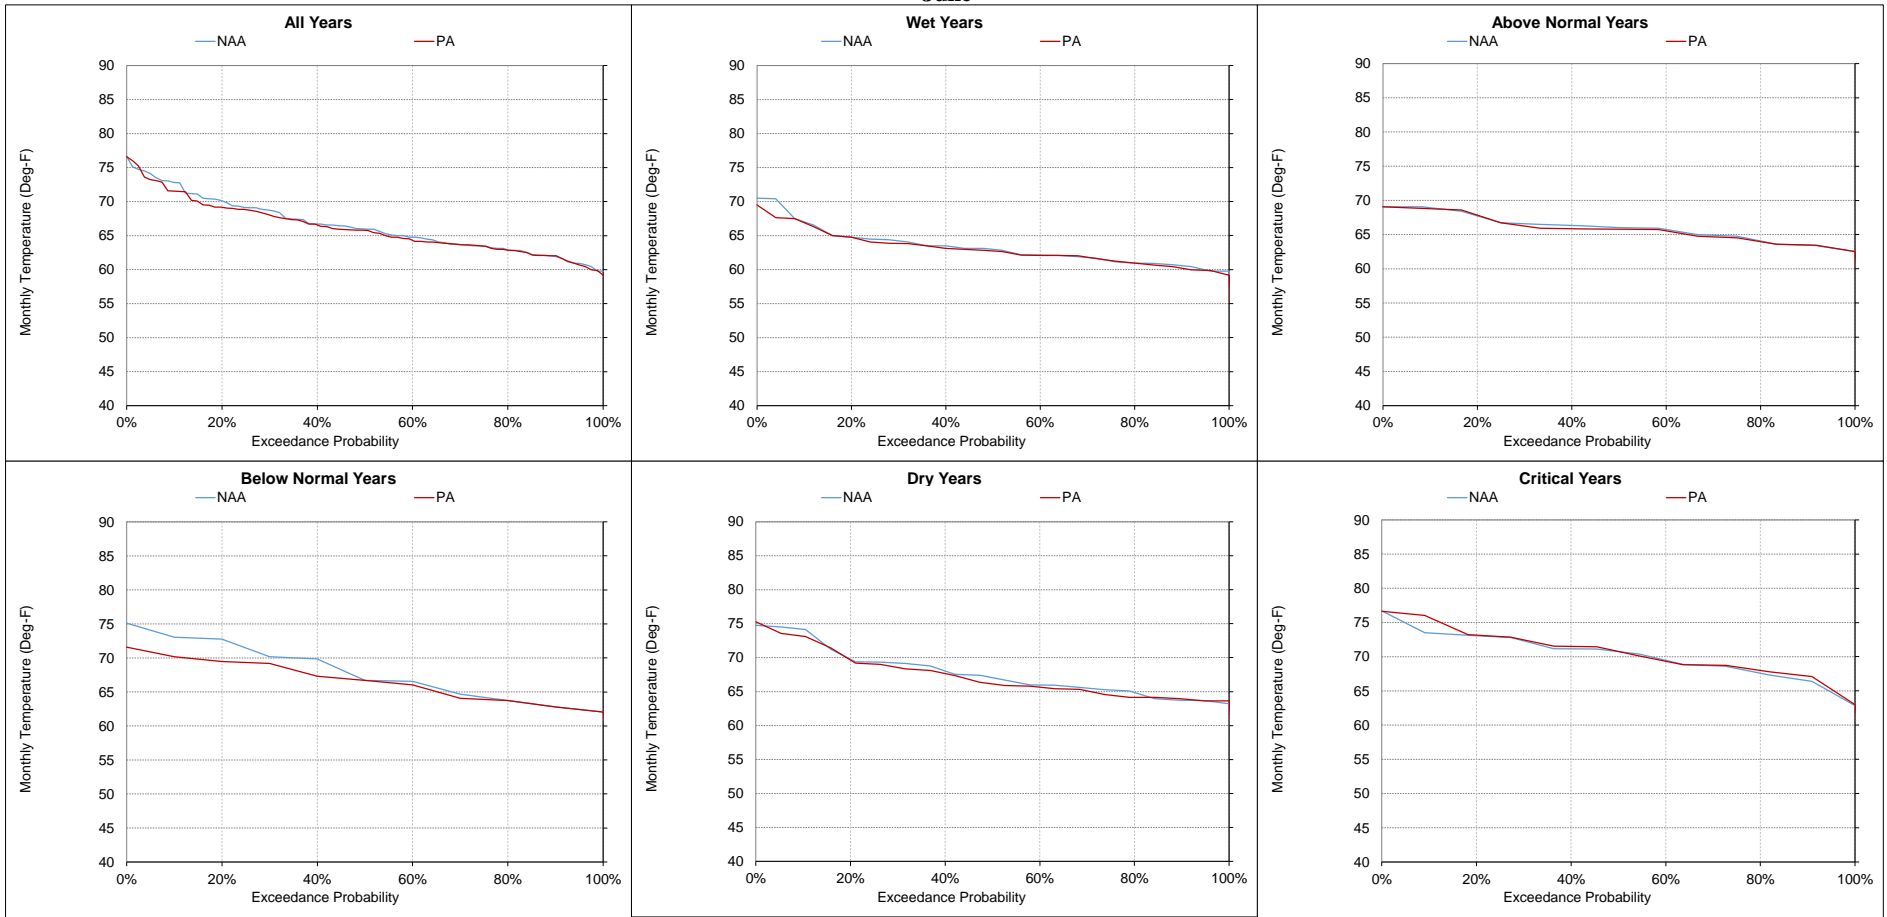 All Years
NAA PA
90
85
80
75
70
65
60
55
50
45
40
Monthly Temperature (Deg-F)
0% 20% 40% 60% 80% 100%
Exceedance Probability
Wet Years
NAA PA
90
85
80
75
70
65
60
55
50
45
40
Monthly Temperature (Deg-F)
0% 20% 40% 60% 80% 100%
Exceedance Probability
Above Normal Years
NAA PA
90
85
80
75
70
65
60
55
50
45
40
Monthly Temperature (Deg-F)
0% 20% 40% 60% 80% 100%
Exceedance Probability
Below Normal Years
NAA PA
90
85
80
75
70
65
60
55
50
45
40
Monthly Temperature (Deg-F)
0% 20% 40% 60% 80% 100%
Exceedance Probability
Dry Years
NAA PA
90
85
80
75
70
65
60
55
50
45
40
Monthly Temperature (Deg-F)
0% 20% 40% 60% 80% 100%
Exceedance Probability
Critical Years
NAA PA
90
85
80
75
70
65
60
55
50
45
40
Monthly Temperature (Deg-F)
0% 20% 40% 60% 80% 100%
Exceedance Probability